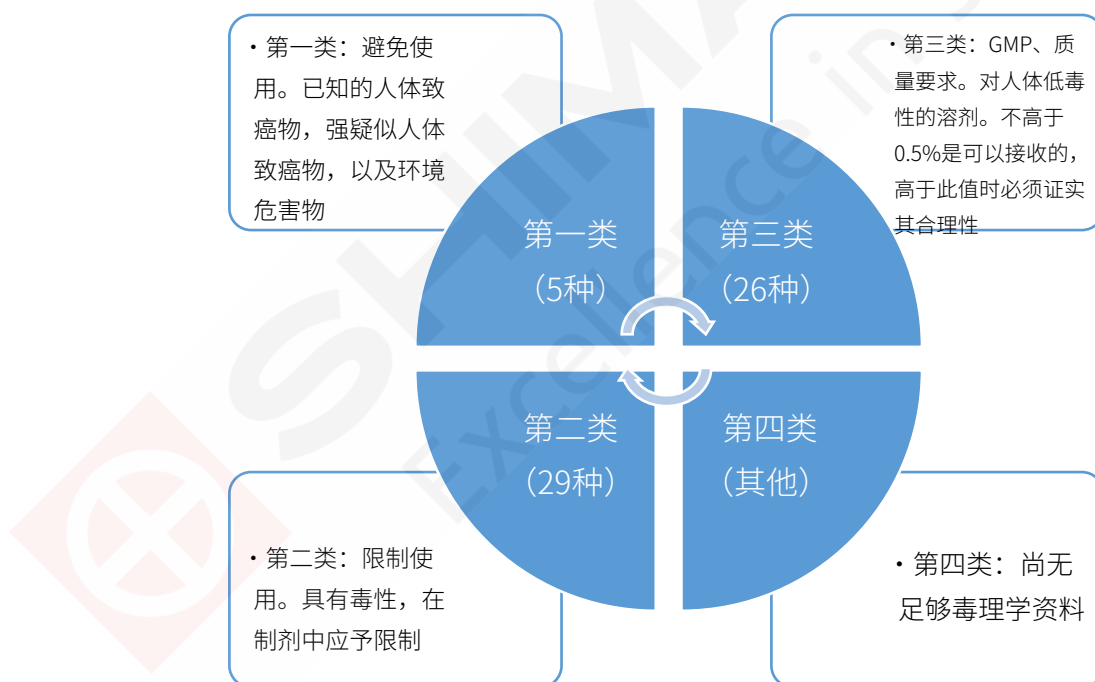 ・第一类：避免使
用。已知的人体致
癌物，强疑似人体
致癌物，以及环境
危害物
・第三类：GMP、质
量要求。对人体低毒
性的溶剂。不高于
0.5%是可以接收的，
高于此值时必须证实
其合理性
第一类
（5种）
第三类
（26种）
第二类
（29种）
第四类
（其他）
・第二类：限制使
用。具有毒性，在
制剂中应予限制
・第四类：尚无
足够毒理学资料
SHIMA
Excellence in S